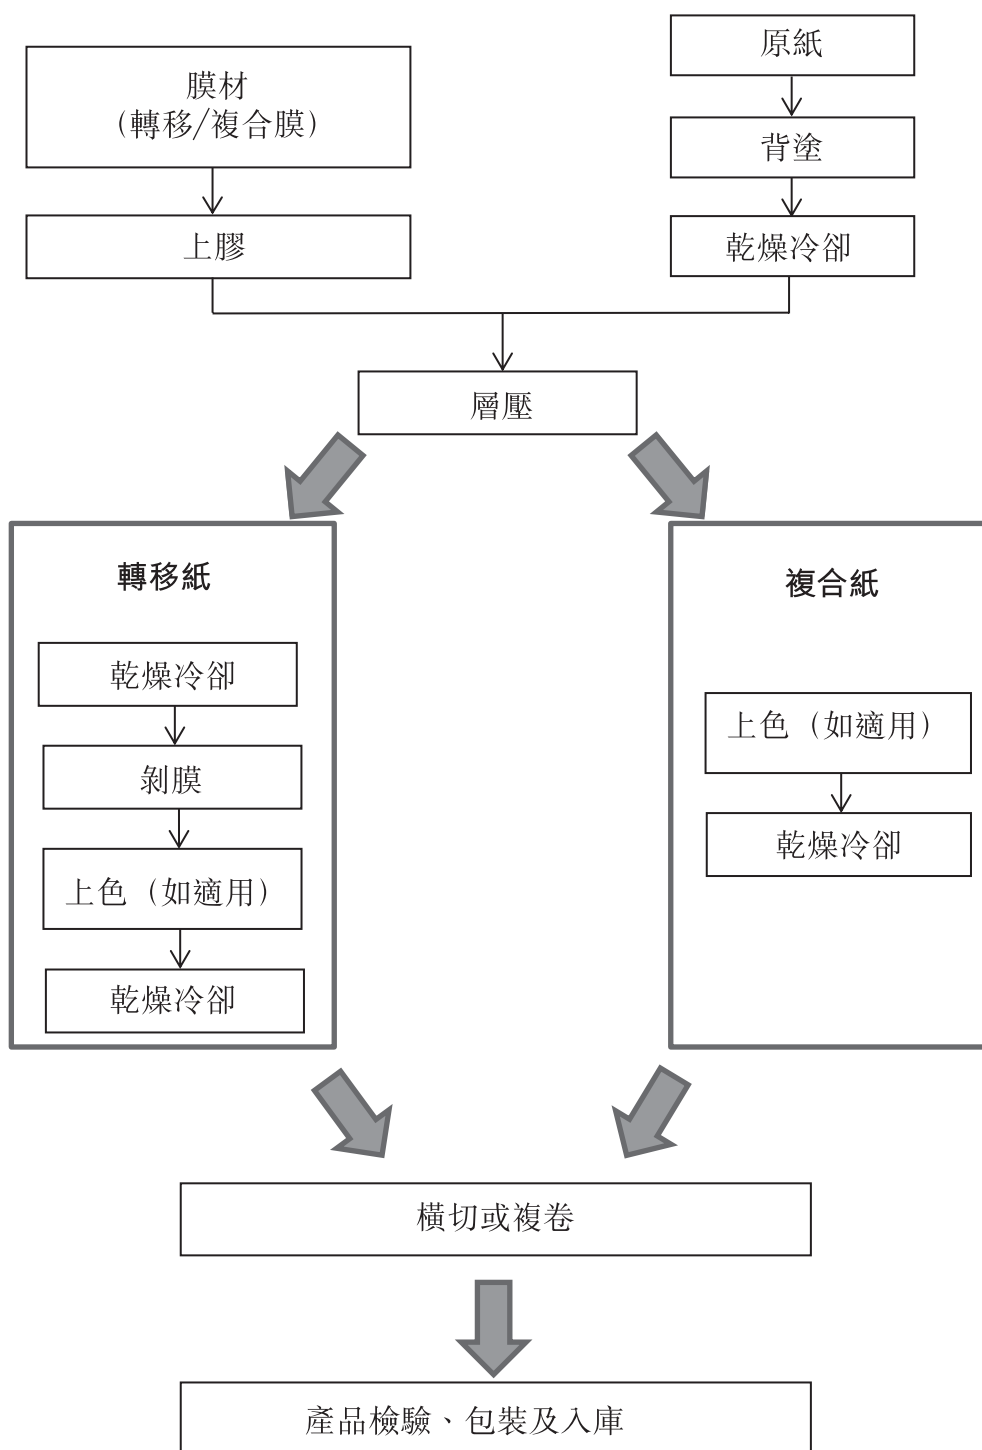 膜材
（轉移/複合膜）
上膠
原紙
背塗
乾燥冷卻
層壓
轉移紙
乾燥冷卻
剝膜
上色（如適用）
乾燥冷卻
複合紙
上色（如適用）
乾燥冷卻
橫切或複卷
產品檢驗、包裝及入庫